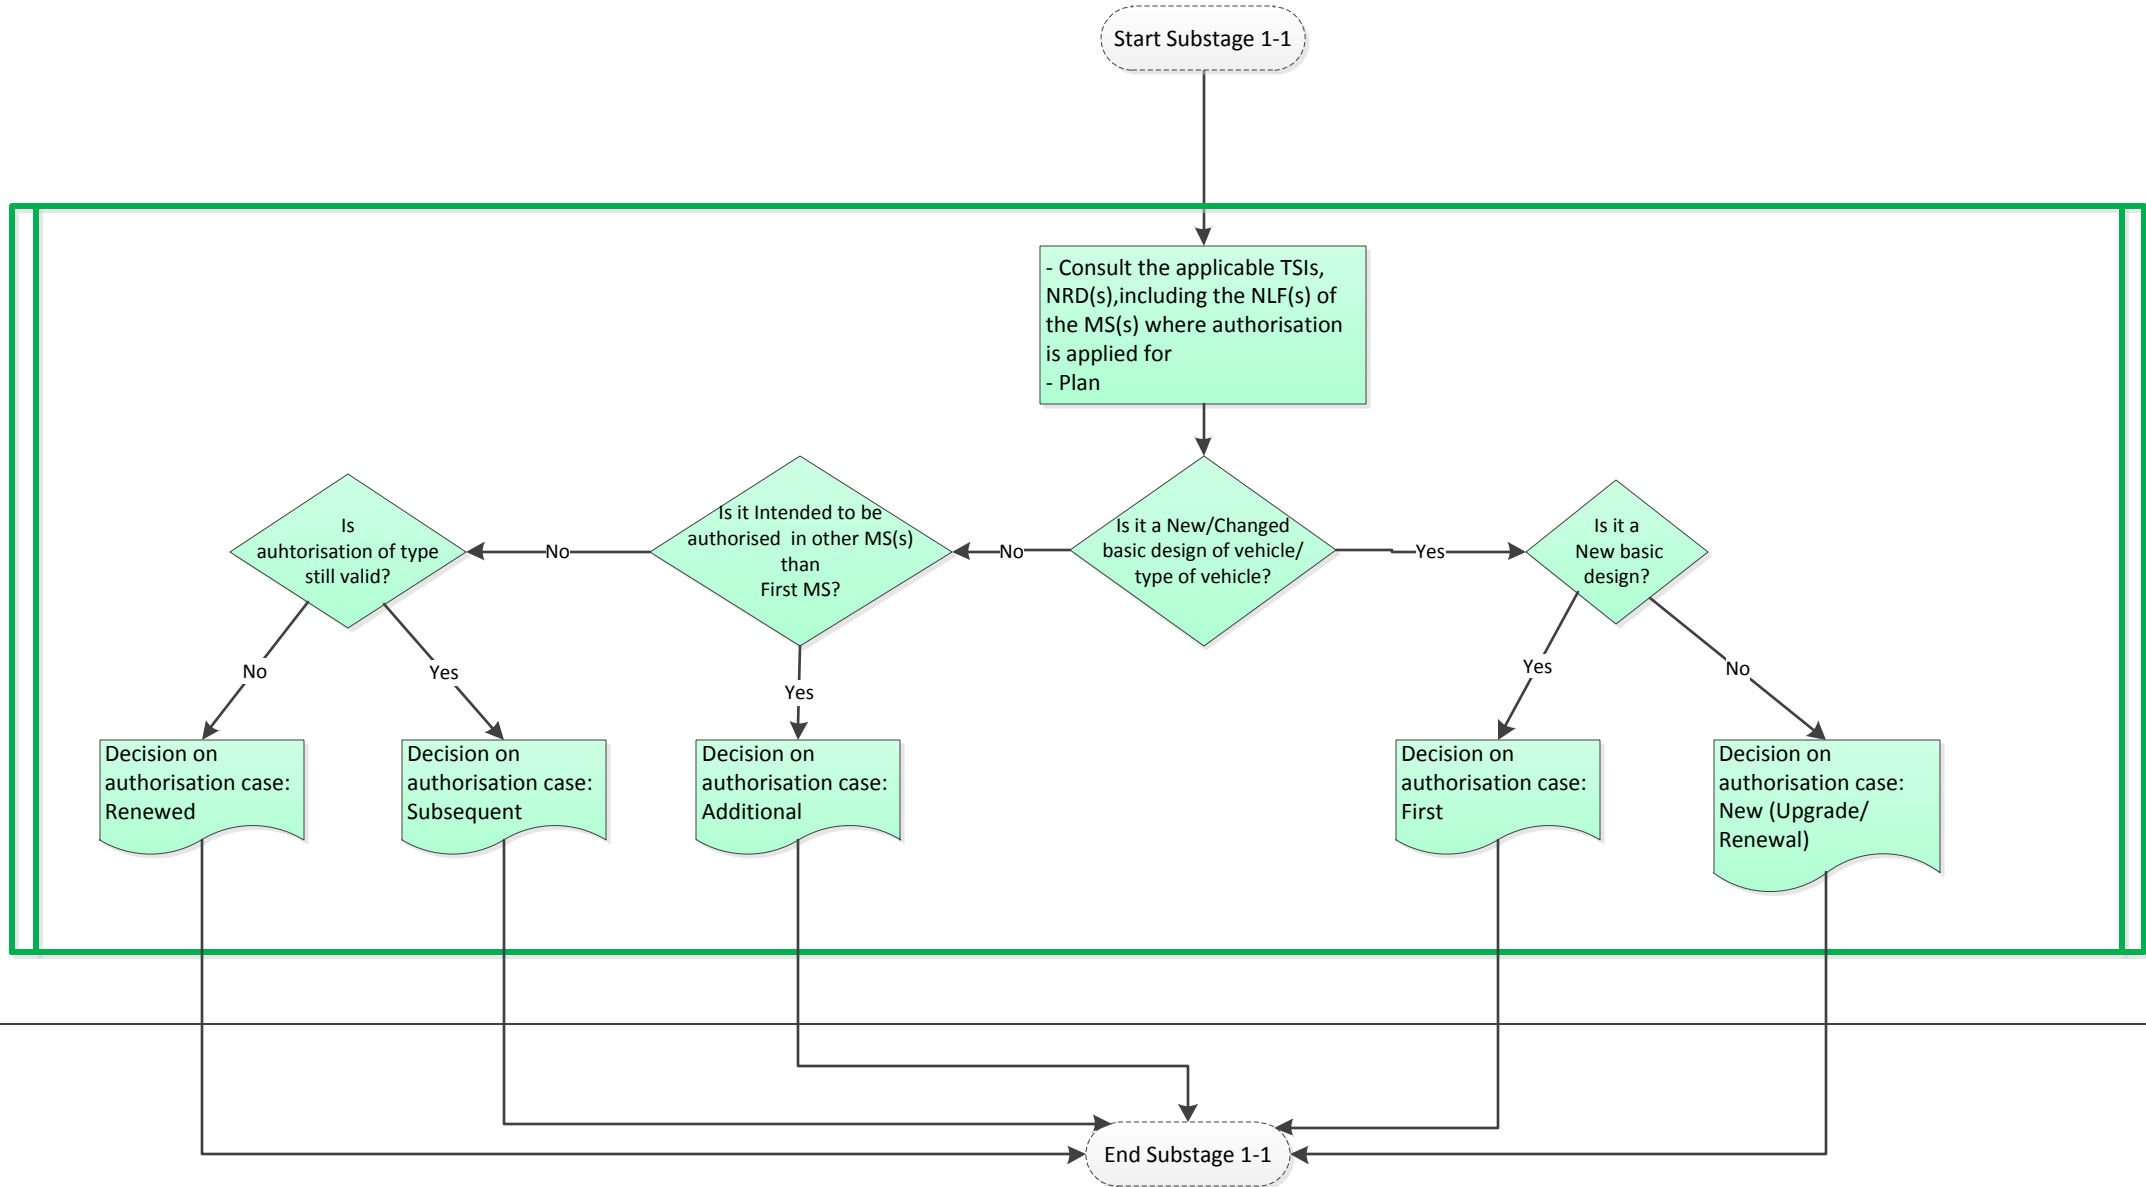 Start Substage 1-1
- Consult the applicable TSIs,
NRD(s),including the NLF(s) of
the MS(s) where authorisation
is applied for
- Plan
Is
auhtorisation of type
still valid?
No
Is it Intended to be
authorised in other MS(s)
than
First MS?
No
Is it a New/Changed
basic design of vehicle/
type of vehicle?
Yes
Is it a
New basic
design?
No
Yes
Yes
Yes
No
Decision on
authorisation case:
Renewed
Decision on
authorisation case:
Subsequent
Decision on
authorisation case:
Additional
Decision on
authorisation case:
First
Decision on
authorisation case:
New (Upgrade/
Renewal)
End Substage 1-1